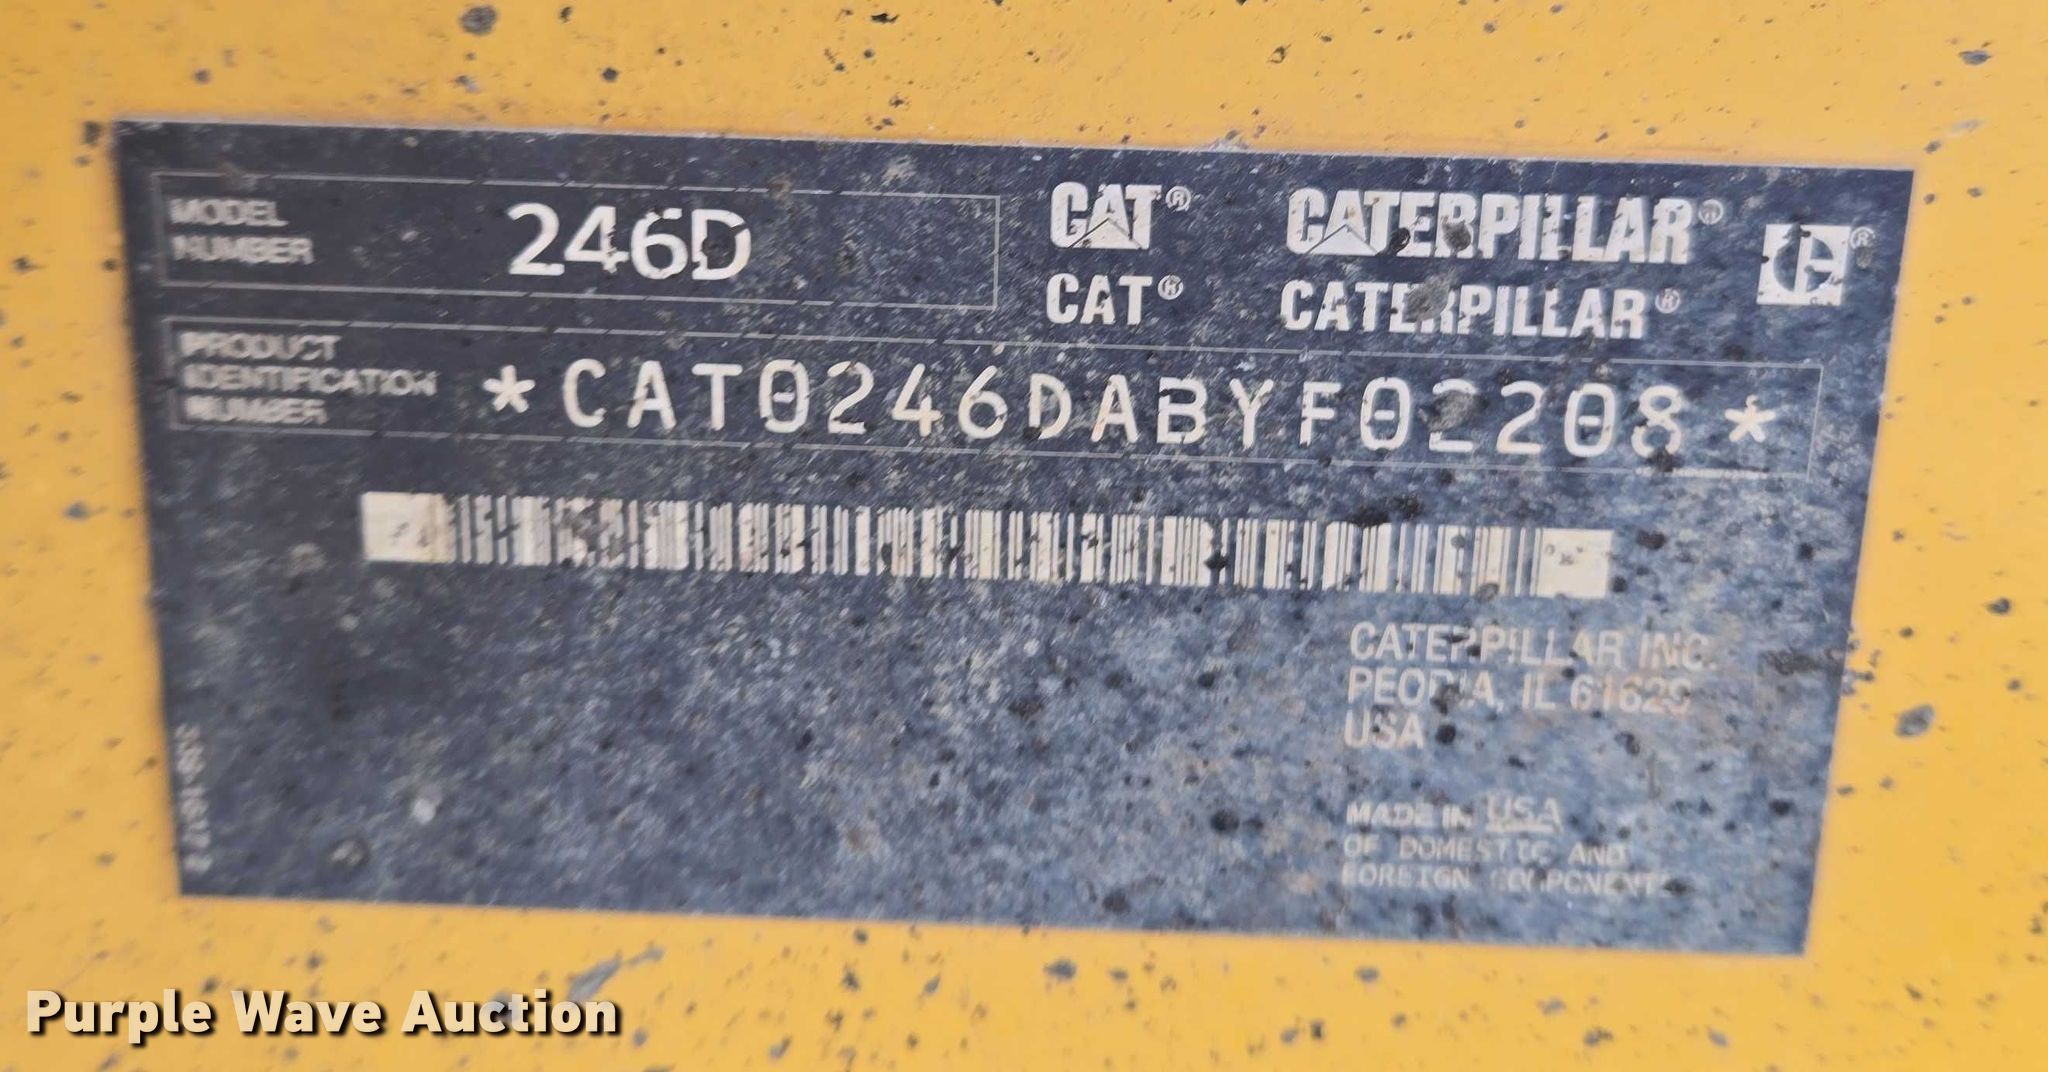 MODEL NUMBER 246D
CAT® CATERPILLAR®
CAT® CATERPILLAR®
PRODUCT IDENTIFICATION NUMBER *CAT0246DABYF02208*
CATERPILLAR INC.
PEORIA, IL 61629
USA
MADE IN USA
OF DOMESTIC AND
FOREIGN COMPONENTS
Purple Wave Auction